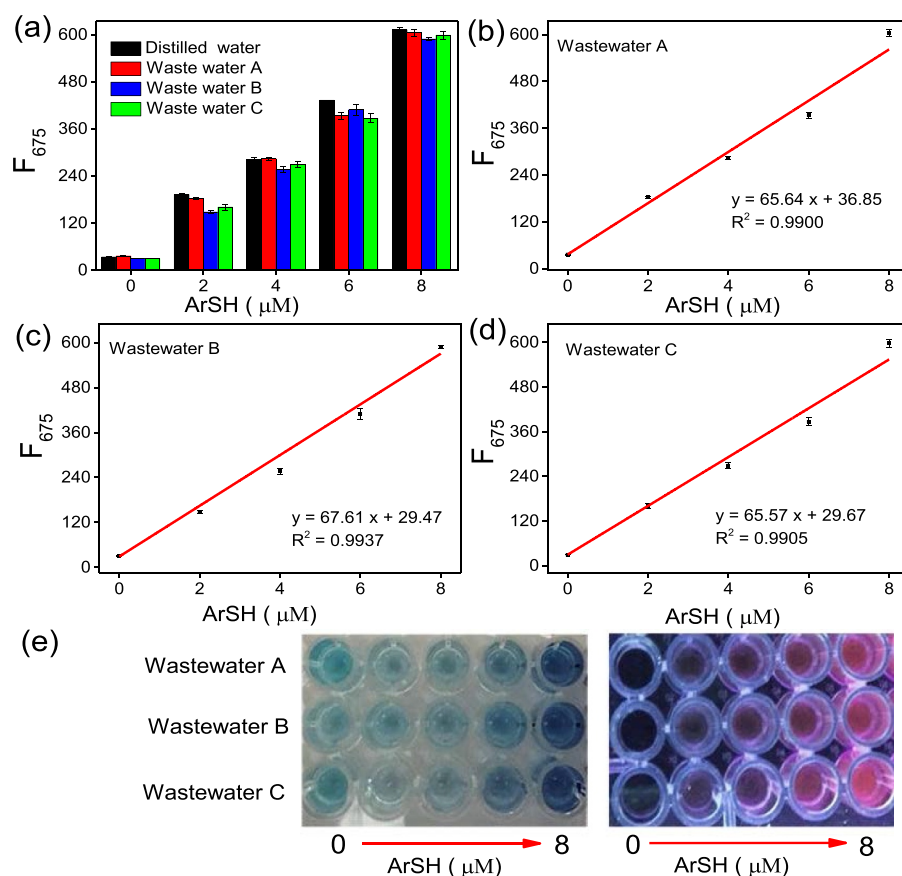 (a)
Distilled water
Waste water A
Waste water B
Waste water C
F675
600
480
360
240
120
0
0 2 4 6 8
ArSH ( μM)
(b)
Wastewater A
F675
600
480
360
240
120
0
y = 65.64 x + 36.85
R² = 0.9900
0 2 4 6 8
ArSH ( μM)
(c)
Wastewater B
F675
600
480
360
240
120
0
y = 67.61 x + 29.47
R² = 0.9937
0 2 4 6 8
ArSH ( μM)
(d)
Wastewater C
F675
600
480
360
240
120
0
y = 65.57 x + 29.67
R² = 0.9905
0 2 4 6 8
ArSH ( μM)
(e)
Wastewater A
Wastewater B
Wastewater C
0 8
ArSH ( μM)
0 8
ArSH ( μM)